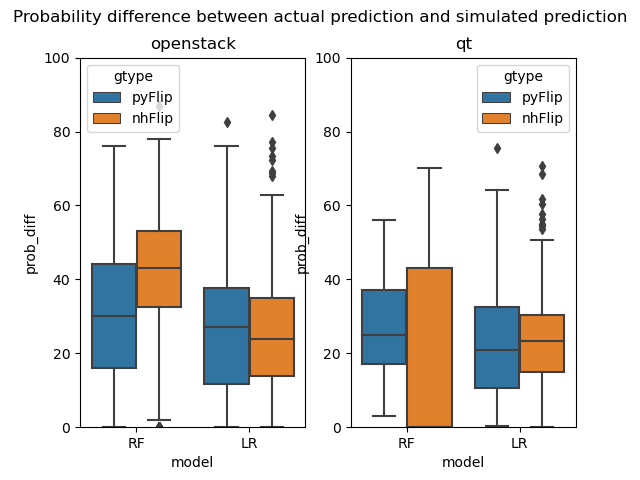 Probability difference between actual prediction and simulated prediction
openstack
qt
100
80
60
40
20
0
prob_diff
gtype
pyFlip
nhFlip
RF
LR
model
100
80
60
40
20
0
prob_diff
gtype
pyFlip
nhFlip
RF
LR
model